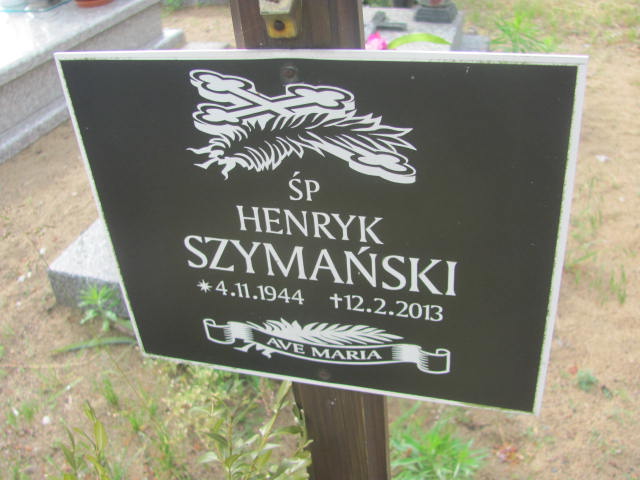 ŚP
HENRYK
SZYMAŃSKI
*4.11.1944 †12.2.2013
AVE MARIA